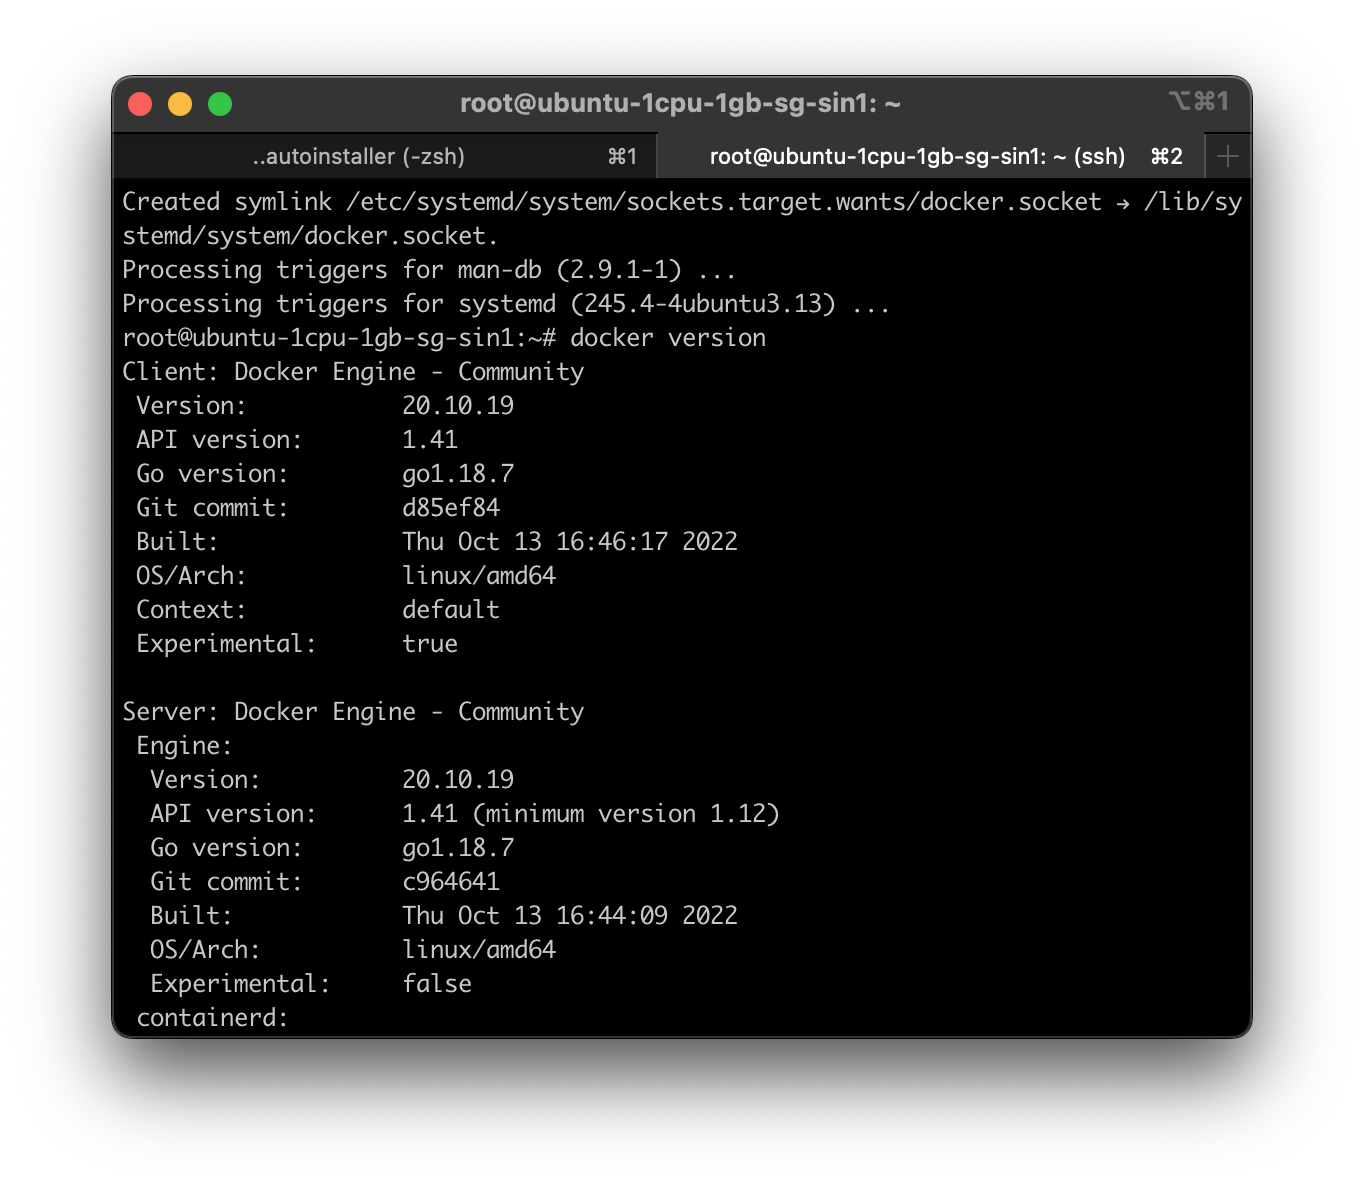 root@ubuntu-1cpu-1gb-sg-sin1: ~
⌥⌘1
..autoinstaller (-zsh) ⌘1
root@ubuntu-1cpu-1gb-sg-sin1: ~ (ssh) ⌘2
Created symlink /etc/systemd/system/sockets.target.wants/docker.socket → /lib/sy
stemd/system/docker.socket.
Processing triggers for man-db (2.9.1-1) ...
Processing triggers for systemd (245.4-4ubuntu3.13) ...
root@ubuntu-1cpu-1gb-sg-sin1:~# docker version
Client: Docker Engine - Community
 Version:           20.10.19
 API version:       1.41
 Go version:        go1.18.7
 Git commit:        d85ef84
 Built:             Thu Oct 13 16:46:17 2022
 OS/Arch:           linux/amd64
 Context:           default
 Experimental:      true

Server: Docker Engine - Community
 Engine:
  Version:          20.10.19
  API version:      1.41 (minimum version 1.12)
  Go version:       go1.18.7
  Git commit:       c964641
  Built:            Thu Oct 13 16:44:09 2022
  OS/Arch:          linux/amd64
  Experimental:     false
 containerd: